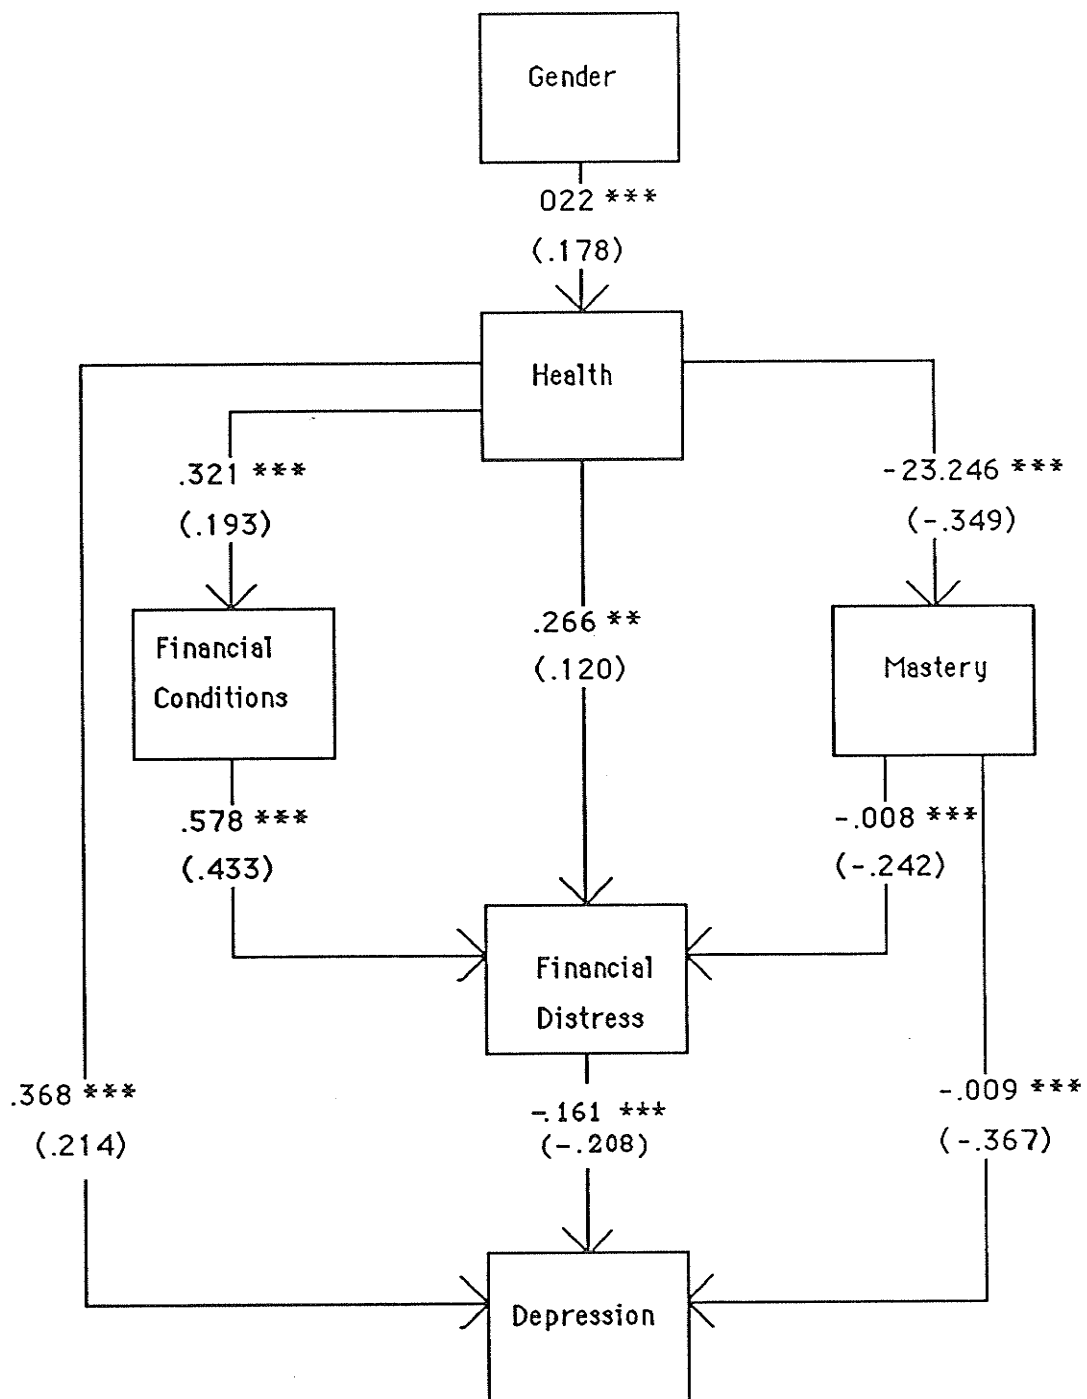 Gender
022 ***
(.178)
Health
.321 ***
(.193)
-23.246 ***
(-.349)
.266 **
(.120)
Financial
Conditions
Mastery
.578 ***
(.433)
-.008 ***
(-.242)
Financial
Distress
.368 ***
(.214)
-.161 ***
(-.208)
-.009 ***
(-.367)
Depression